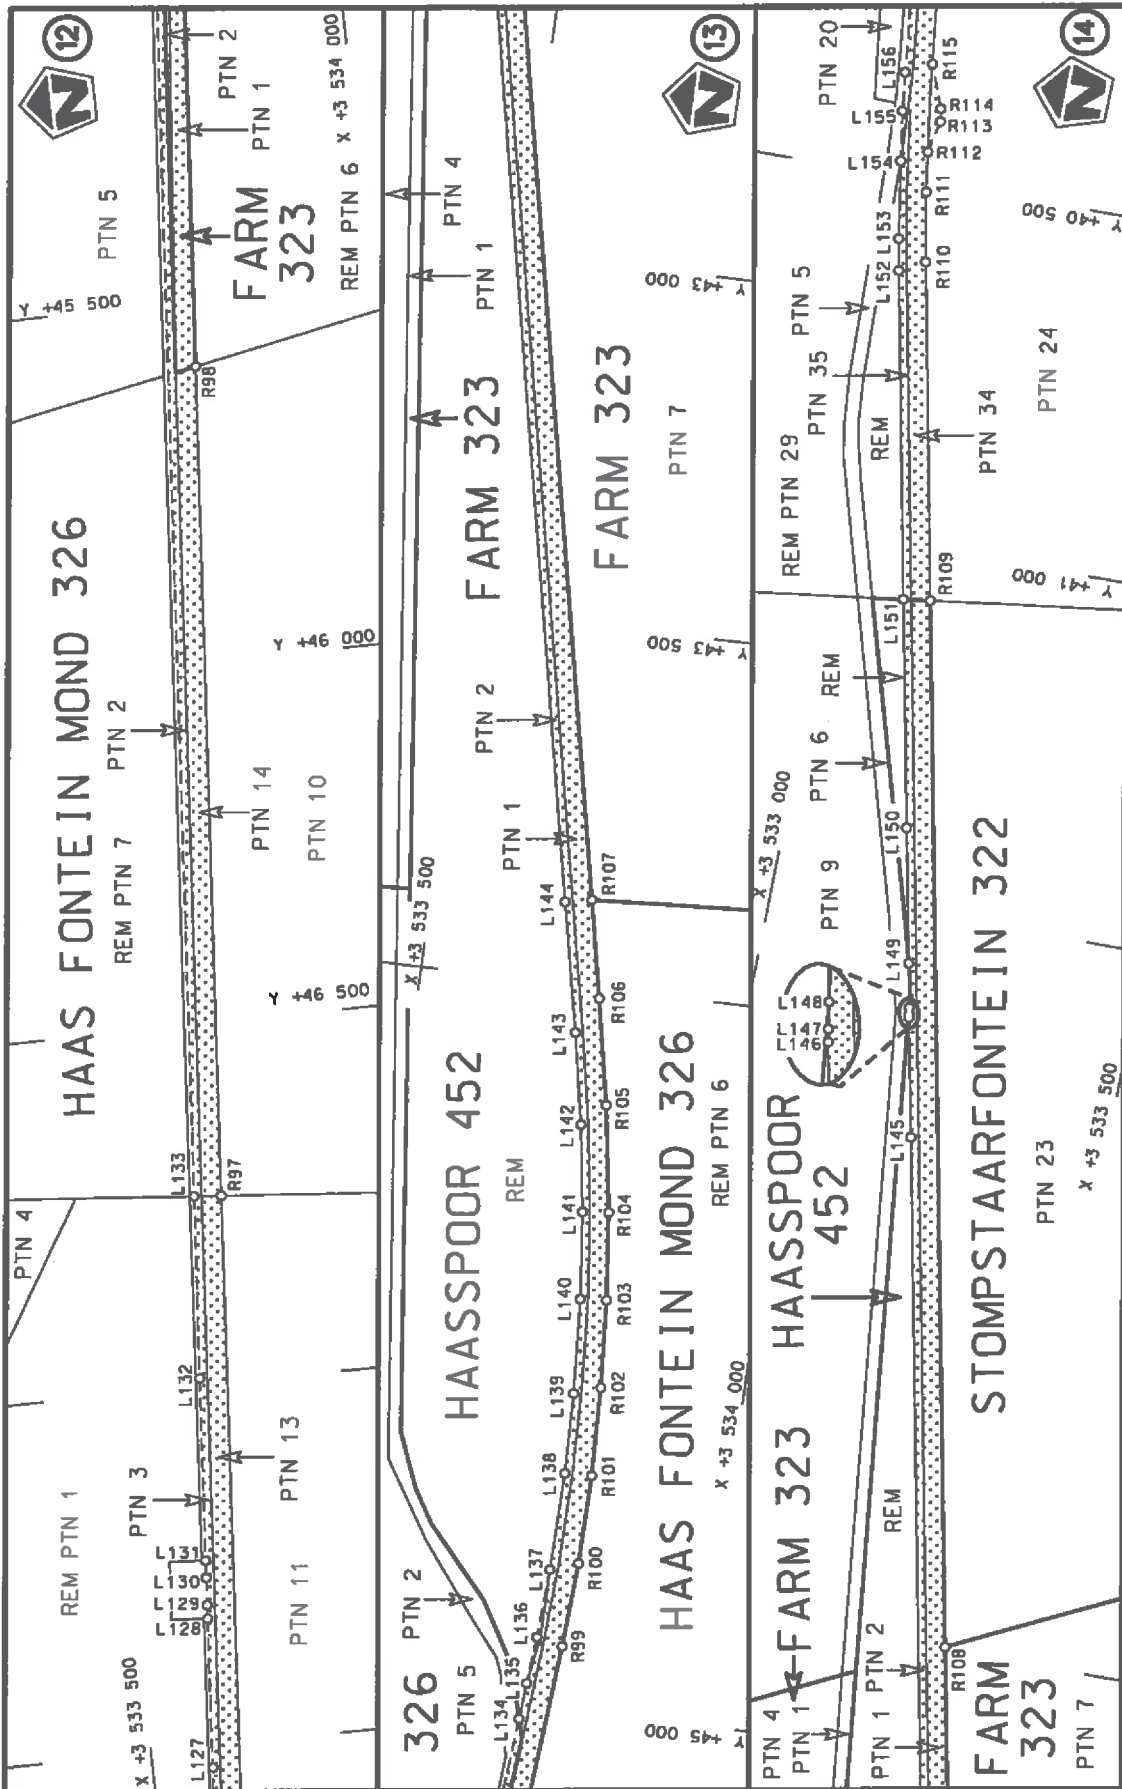 12
N
HAAS FONTEIN MOND 326
REM PTN 7
REM PTN 1
PTN 4
PTN 3
PTN 2
PTN 5
PTN 2
PTN 1
FARM
323
REM PTN 6
X +3 534 000
Y +45 500
Y +46 000
Y +46 500
X +3 533 500
PTN 14
PTN 10
PTN 13
PTN 11
L127
L128
L129
L130
L131
L132
L133
R97
R98
13
N
326
PTN 5
PTN 2
HAASSPOOR 452
REM
X +3 533 500
PTN 4
PTN 1
FARM 323
PTN 2
PTN 1
FARM 323
PTN 7
HAAS FONTEIN MOND 326
REM PTN 6
X +3 534 000
Y +45 000
Y +43 500
Y +43 000
L134
L135
L136
L137
L138
L139
L140
L141
L142
L143
L144
R99
R100
R101
R102
R103
R104
R105
R106
R107
14
N
PTN 4
PTN 1
FARM 323
PTN 1
PTN 2
REM
HAASSPOOR
452
L146
L147
L148
PTN 9
X +3 533 000
PTN 6
REM
REM PTN 29
PTN 35
REM
PTN 5
PTN 20
L145
L149
L150
L151
L152
L153
L154
L155
L156
R108
R109
R110
R111
R112
R113
R114
R115
FARM
323
PTN 7
STOMPSTAARFONTEIN 322
PTN 23
X +3 533 500
PTN 34
PTN 24
Y +41 000
Y +40 500